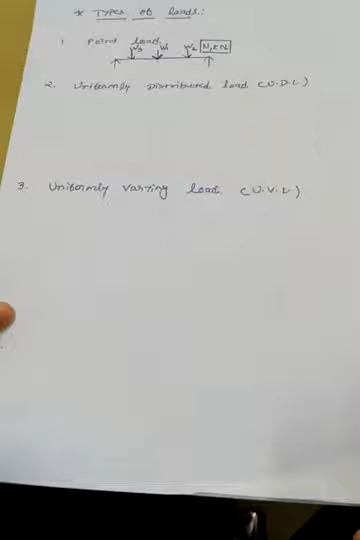 * Types of loads:
1. Point load.
W3 W1 W2 N, KN
2. Uniformly Distributed load (U.D.L)
3. Uniformly varying load (U.V.L)